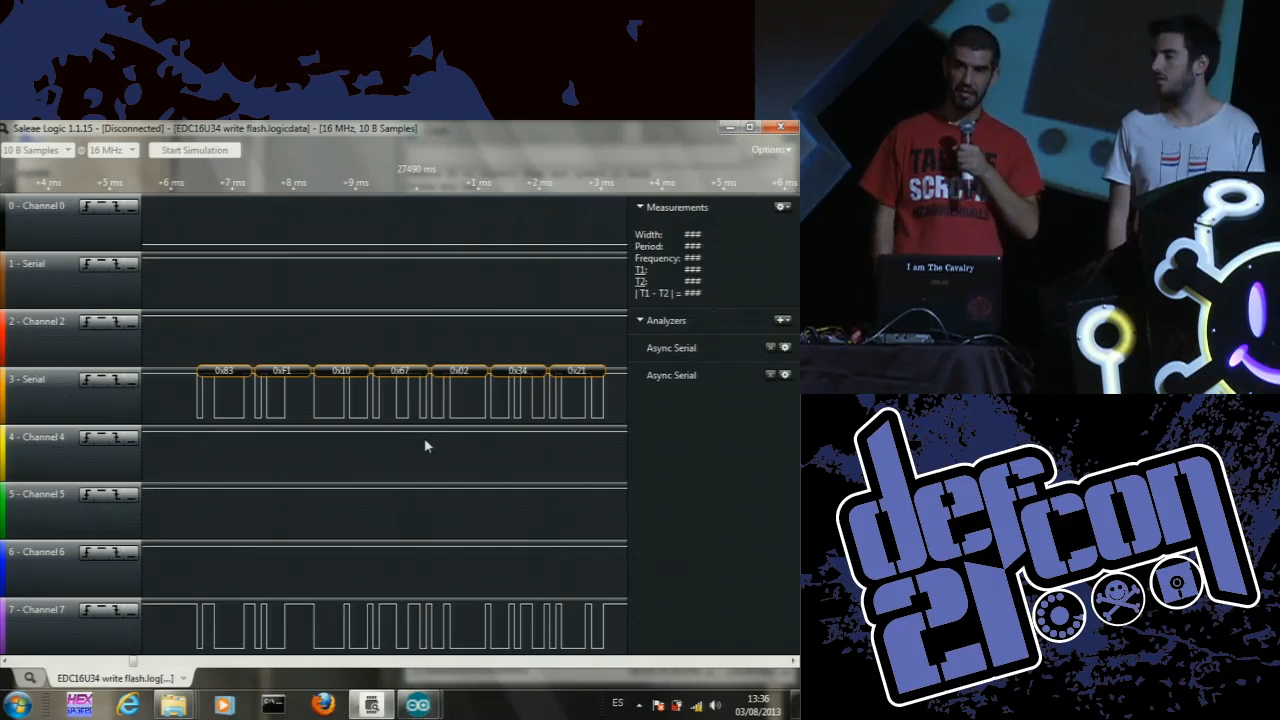 Saleae Logic 1.1.15 - [Disconnected] - [EDC16U34 write flash.logicdata] - [16 MHz, 10 B Samples]
10 B Samples @ 16 MHz Start Simulation Options
27490 ms
+4 ms +5 ms +6 ms +7 ms +8 ms +9 ms +1 ms +2 ms +3 ms +4 ms +5 ms +6 ms
0 - Channel 0
1 - Serial
2 - Channel 2
3 - Serial
0x83 0xF1 0x10 0x67 0x02 0x34 0x21
4 - Channel 4
5 - Channel 5
6 - Channel 6
7 - Channel 7
Measurements
Width: ###
Period: ###
Frequency: ###
T1: ###
T2: ###
| T1 - T2 | = ###
Analyzers
Async Serial
Async Serial
EDC16U34 write flash.log[...]
HEX
ES
13:36
03/08/2013
I am The Cavalry
defcon
21